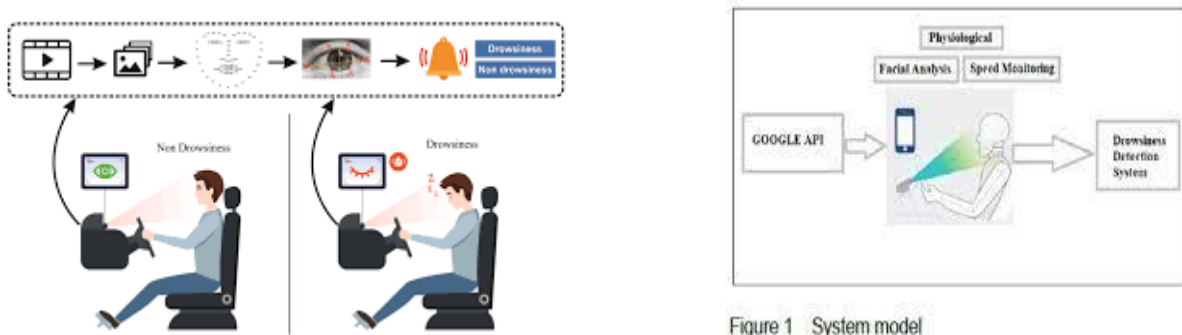 Drowsiness
Non drowsiness
Non Drowsiness
Drowsiness
Physiological
Facial Analysis
Speed Monitoring
GOOGLE API
Drowsiness
Detection
System
Figure 1 System model